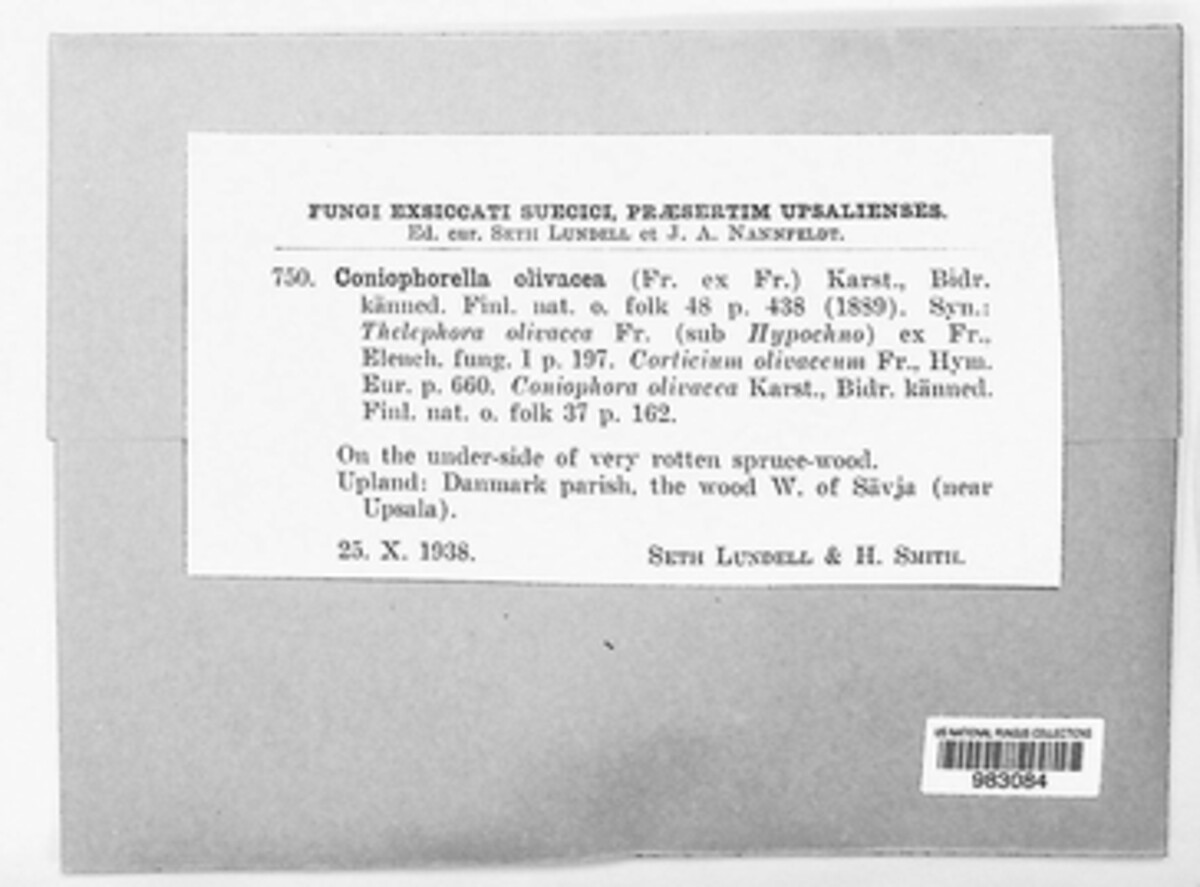 FUNGI EXSICCATI SUECICI, PRÆSERTIM UPSALIENSES.
Ed. cur. SETH LUNDELL et J. A. NANNFELDT.
750. Coniophorella olivacea (Fr. ex Fr.) Karst., Bidr.
känned. Finl. nat. o. folk 48 p. 438 (1889). Syn.:
Thelephora olivacea Fr. (sub Hypochno) ex Fr.,
Elench. fung. I p. 197. Corticium olivaceum Fr., Hym.
Eur. p. 660. Coniophora olivacea Karst., Bidr. känned.
Finl. nat. o. folk 37 p. 162.
On the under-side of very rotten spruce-wood.
Upland: Danmark parish, the wood W. of Sävja (near
Upsala).
25. X. 1938. SETH LUNDELL & H. SMITH.
US NATIONAL FUNGUS COLLECTIONS
983084